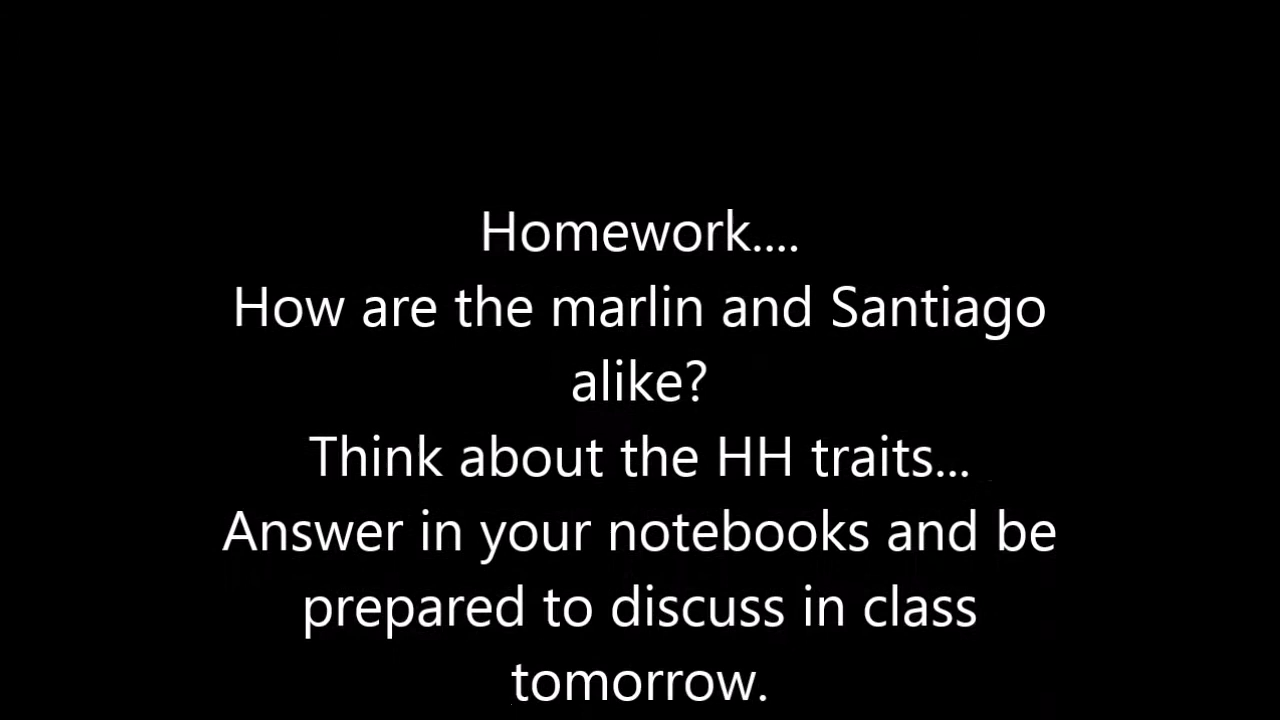 Homework....
How are the marlin and Santiago
alike?
Think about the HH traits...
Answer in your notebooks and be
prepared to discuss in class
tomorrow.